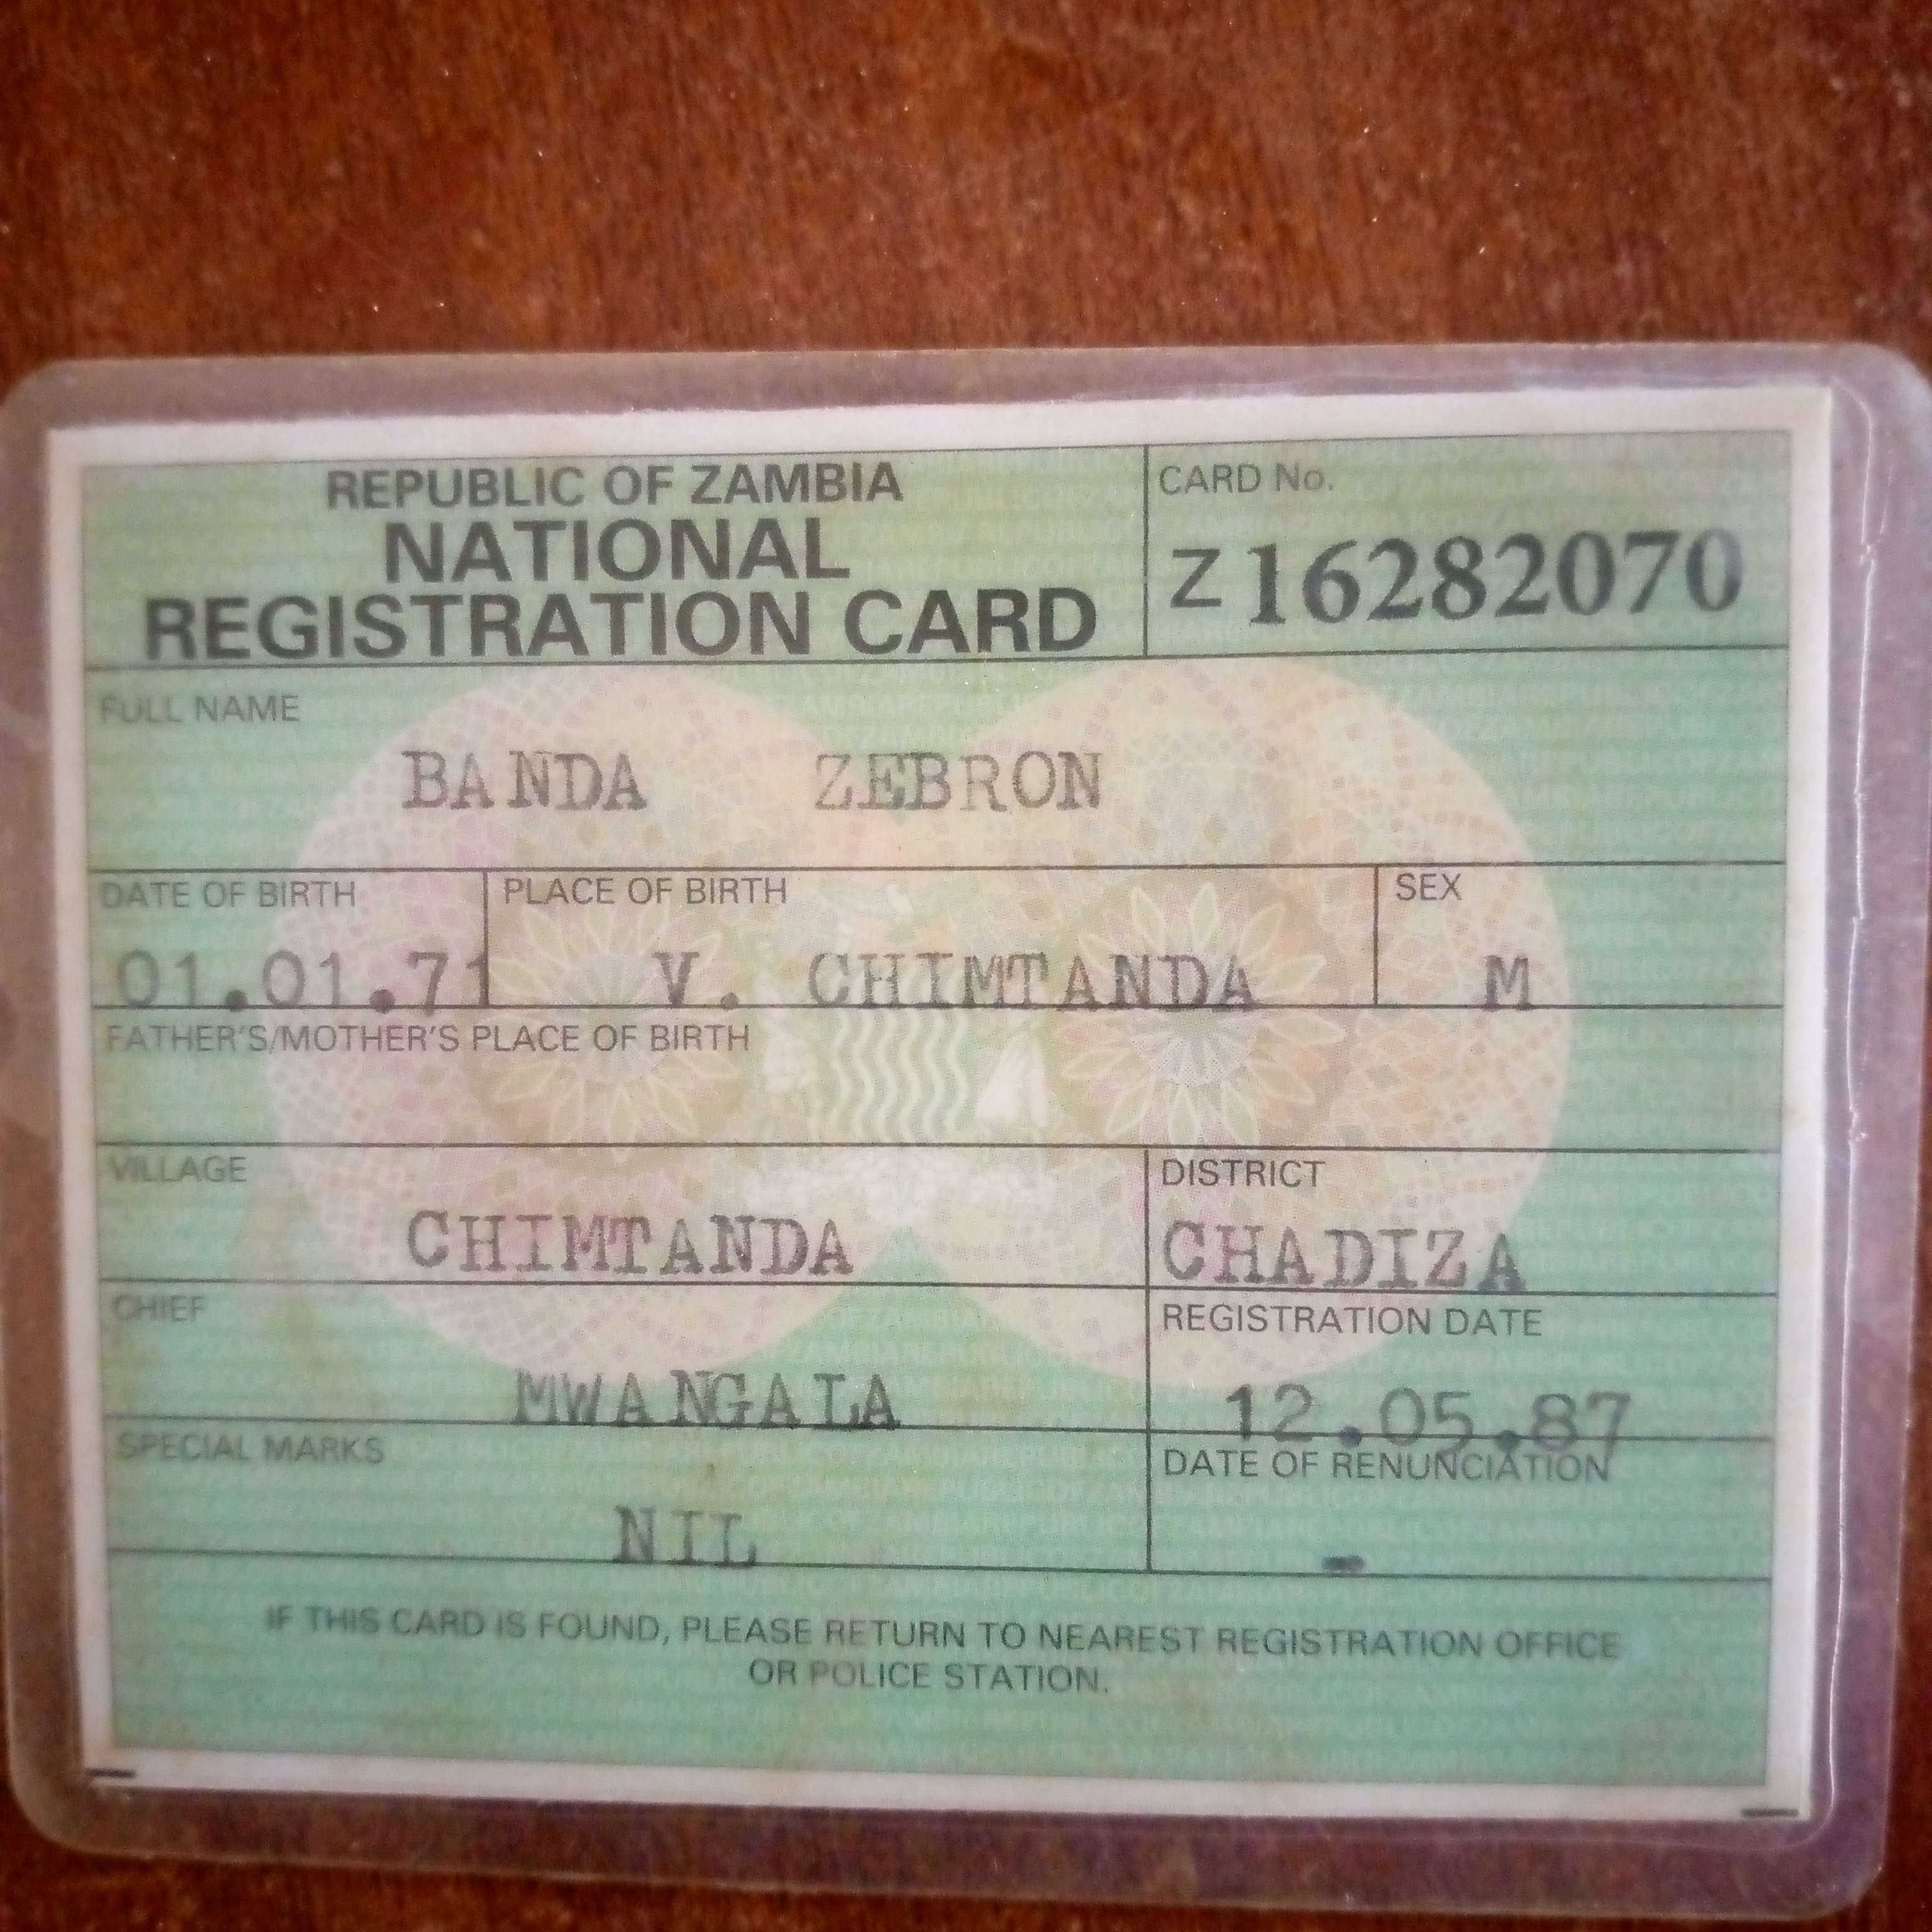 REPUBLIC OF ZAMBIA
NATIONAL
REGISTRATION CARD
CARD No.
Z 16282070
FULL NAME
BANDA ZEBRON
DATE OF BIRTH
01.01.71
PLACE OF BIRTH
V. CHIMTANDA
SEX
M
FATHER'S/MOTHER'S PLACE OF BIRTH
VILLAGE
CHIMTANDA
DISTRICT
CHADIZA
CHIEF
MWANGALA
REGISTRATION DATE
12.05.87
SPECIAL MARKS
NIL
DATE OF RENUNCIATION
-
IF THIS CARD IS FOUND, PLEASE RETURN TO NEAREST REGISTRATION OFFICE
OR POLICE STATION.